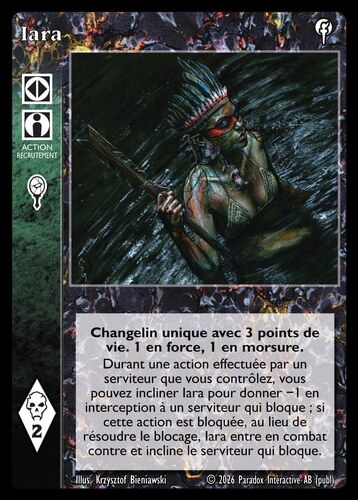 Iara
ACTION
RECRUTEMENT
Changelin unique avec 3 points de
vie. 1 en force, 1 en morsure.
Durant une action effectuée par un
serviteur que vous contrôlez, vous
pouvez incliner Iara pour donner −1 en
interception à un serviteur qui bloque ; si
cette action est bloquée, au lieu de
résoudre le blocage, Iara entre en combat
contre et incline le serviteur qui bloque.
2
Illus. Krzysztof Bieniawski
© 2026 Paradox Interactive AB (publ)